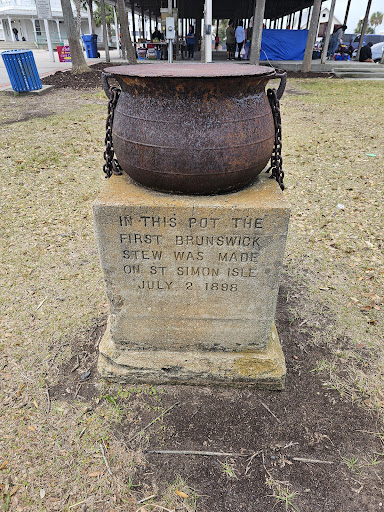 IN THIS POT THE
FIRST BRUNSWICK
STEW WAS MADE
ON ST SIMON ISLE
JULY 2 1898